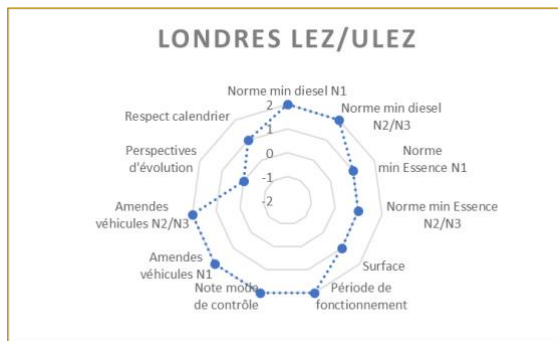 LONDRES LEZ/ULEZ
Norme min diesel N1
Norme min diesel
N2/N3
Norme
min Essence N1
Norme min Essence
N2/N3
Surface
Période de
fonctionnement
Note mode
de contrôle
Amendes
véhicules N1
Amendes
véhicules N2/N3
Perspectives
d'évolution
Respect calendrier
2
1
0
-1
-2